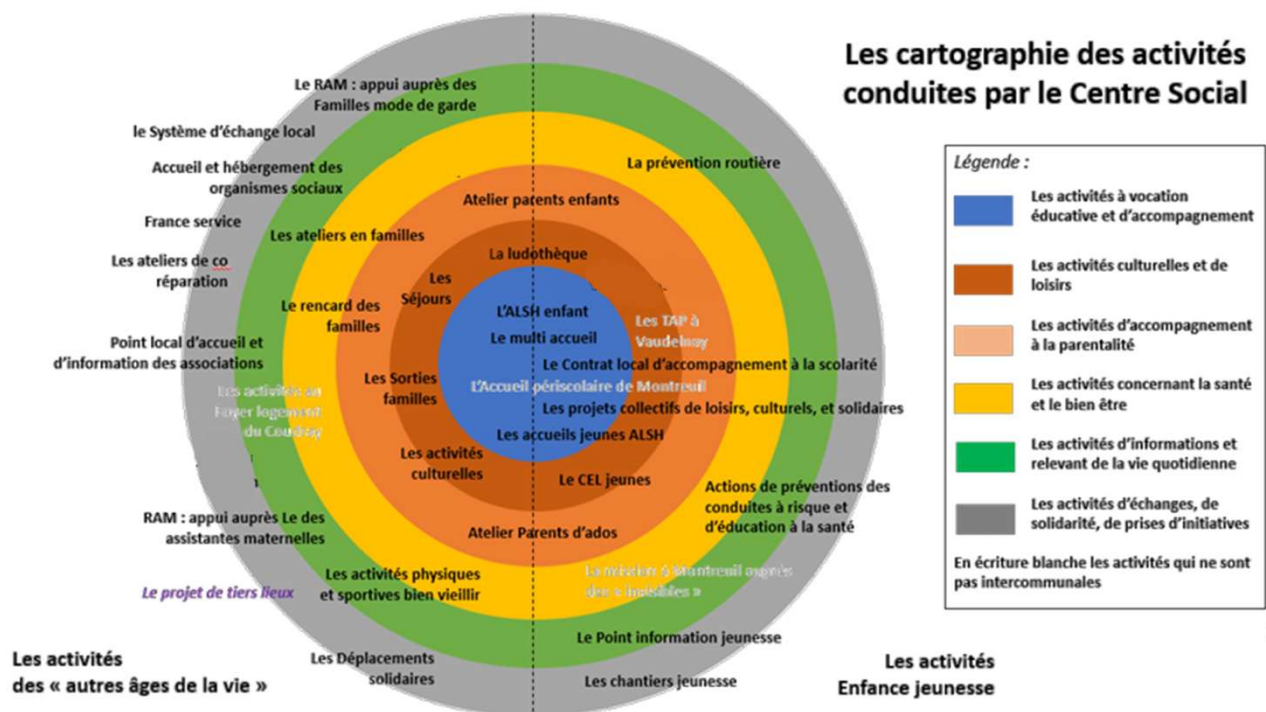 Les cartographie des activités
conduites par le Centre Social
Le RAM : appui auprès des
Familles mode de garde
le Système d'échange local
Accueil et hébergement des
organismes sociaux
France service
Les ateliers de co
réparation
Point local d'accueil et
d'information des associations
Les activités au
Foyer logement
du Coudray
RAM : appui auprès Le des
assistantes maternelles
Le projet de tiers lieux
Les Déplacements
solidaires
Les activités physiques
et sportives bien vieillir
Les ateliers en familles
Le rencard des
familles
Les Sorties
familles
Les
Séjours
Les activités
culturelles
Atelier parents enfants
La ludothèque
L'ALSH enfant
Le multi accueil
Le Contrat local d'accompagnement à la scolarité
L'Accueil périscolaire de Montreuil
Les projets collectifs de loisirs, culturels, et solidaires
Les accueils jeunes ALSH
Le CEL jeunes
Atelier Parents d'ados
La prévention routière
Les TAP à
Vaudelnay
Actions de préventions des
conduites à risque et
d'éducation à la santé
La mission à Montreuil auprès
des « invisibles »
Le Point information jeunesse
Les chantiers jeunesse
Légende :
Les activités à vocation
éducative et d'accompagnement
Les activités culturelles et de
loisirs
Les activités d'accompagnement
à la parentalité
Les activités concernant la santé
et le bien être
Les activités d'informations et
relevant de la vie quotidienne
Les activités d'échanges, de
solidarité, de prises d'initiatives
En écriture blanche les activités qui ne sont
pas intercommunales
Les activités
des « autres âges de la vie »
Les activités
Enfance jeunesse